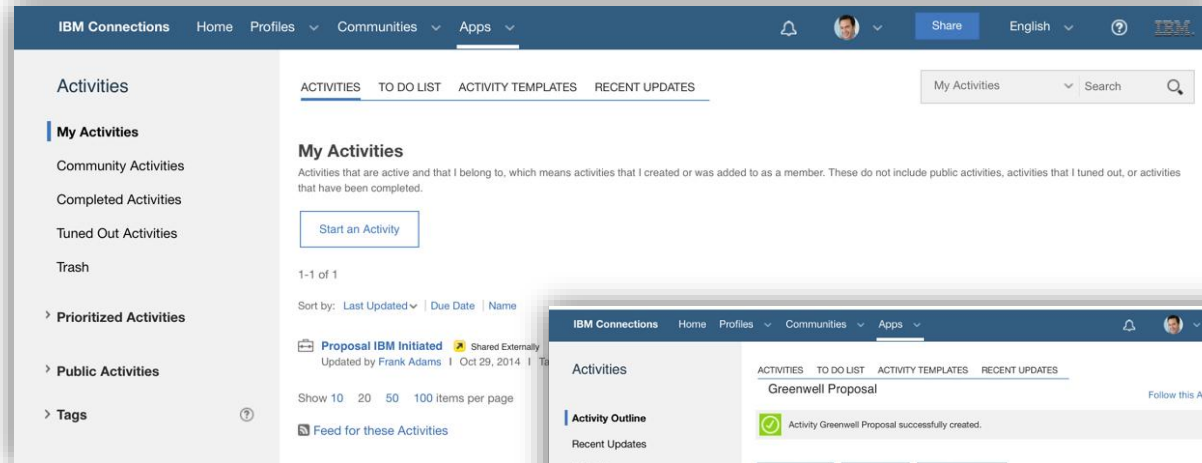 IBM Connections Home Profiles Communities Apps Share English IBM.
Activities
My Activities
Community Activities
Completed Activities
Tuned Out Activities
Trash
Prioritized Activities
Public Activities
Tags
ACTIVITIES TO DO LIST ACTIVITY TEMPLATES RECENT UPDATES
My Activities Search
My Activities
Activities that are active and that I belong to, which means activities that I created or was added to as a member. These do not include public activities, activities that I tuned out, or activities
that have been completed.
Start an Activity
1-1 of 1
Sort by: Last Updated | Due Date | Name
Proposal IBM Initiated Shared Externally
Updated by Frank Adams | Oct 29, 2014 |
Show 10 20 50 100 items per page
Feed for these Activities
IBM Connections Home Profiles Communities Apps
Activities
Activity Outline
Recent Updates
ACTIVITIES TO DO LIST ACTIVITY TEMPLATES RECENT UPDATES
Greenwell Proposal
Follow this
Activity Greenwell Proposal successfully created.